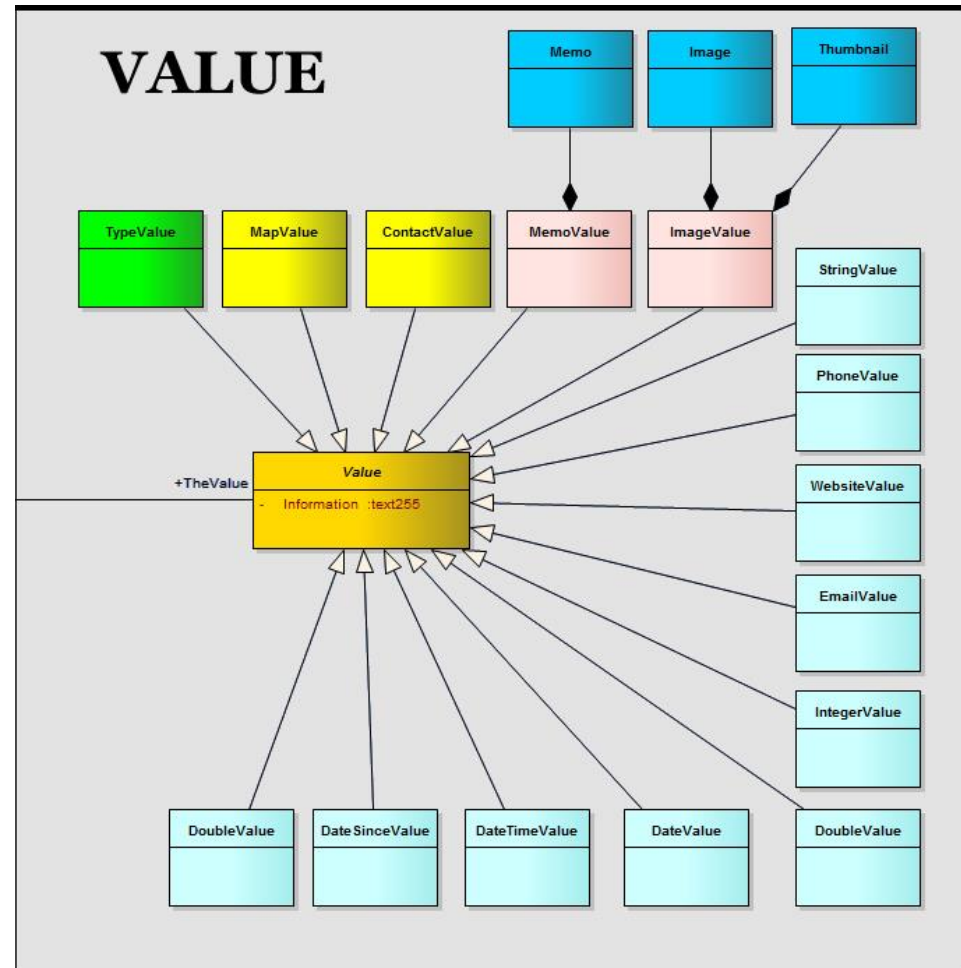 VALUE
Memo
Image
Thumbnail
TypeValue
MapValue
ContactValue
MemoValue
ImageValue
StringValue
PhoneValue
+TheValue
Value
- Information :text255
WebsiteValue
EmailValue
IntegerValue
DoubleValue
DateSinceValue
DateTimeValue
DateValue
DoubleValue